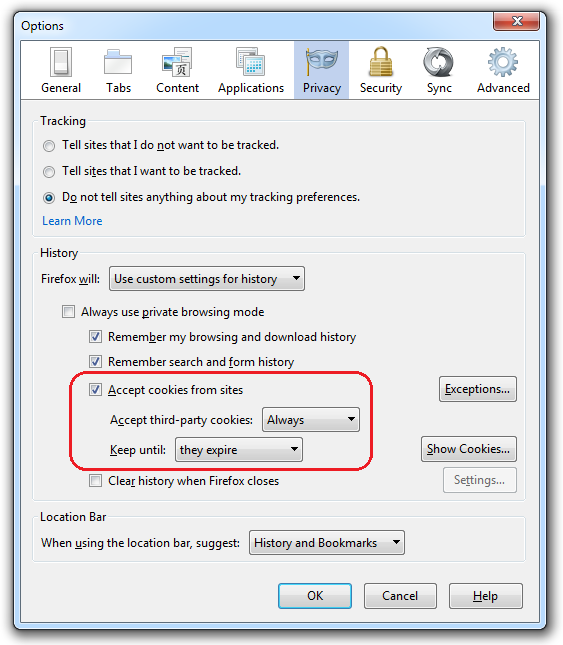 Options
General Tabs Content Applications Privacy Security Sync Advanced
Tracking
Tell sites that I do not want to be tracked.
Tell sites that I want to be tracked.
Do not tell sites anything about my tracking preferences.
Learn More
History
Firefox will: Use custom settings for history
Always use private browsing mode
Remember my browsing and download history
Remember search and form history
Accept cookies from sites Exceptions...
Accept third-party cookies: Always
Keep until: they expire Show Cookies...
Clear history when Firefox closes Settings...
Location Bar
When using the location bar, suggest: History and Bookmarks
OK Cancel Help